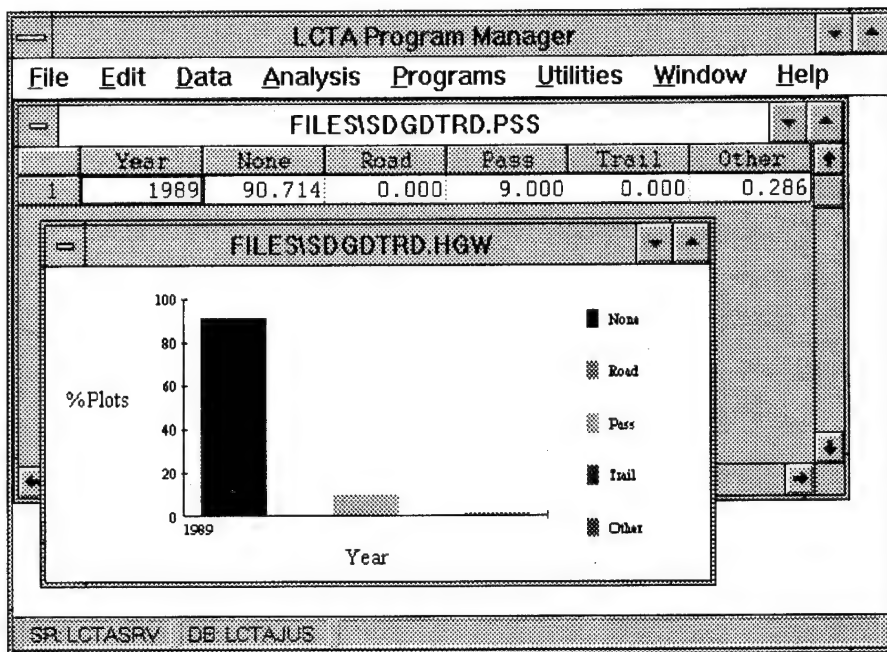 LCTA Program Manager
File Edit Data Analysis Programs Utilities Window Help
FILES\SDGDTRD.PSS
Year None Road Pass Trail Other
1 1989 90.714 0.000 9.000 0.000 0.286
FILES\SDGDTRD.HGW
100
80
60
40
20
0
%Plots
1989
Year
None
Road
Pass
Trail
Other
SR: LCTASRV DB: LCTAJUS